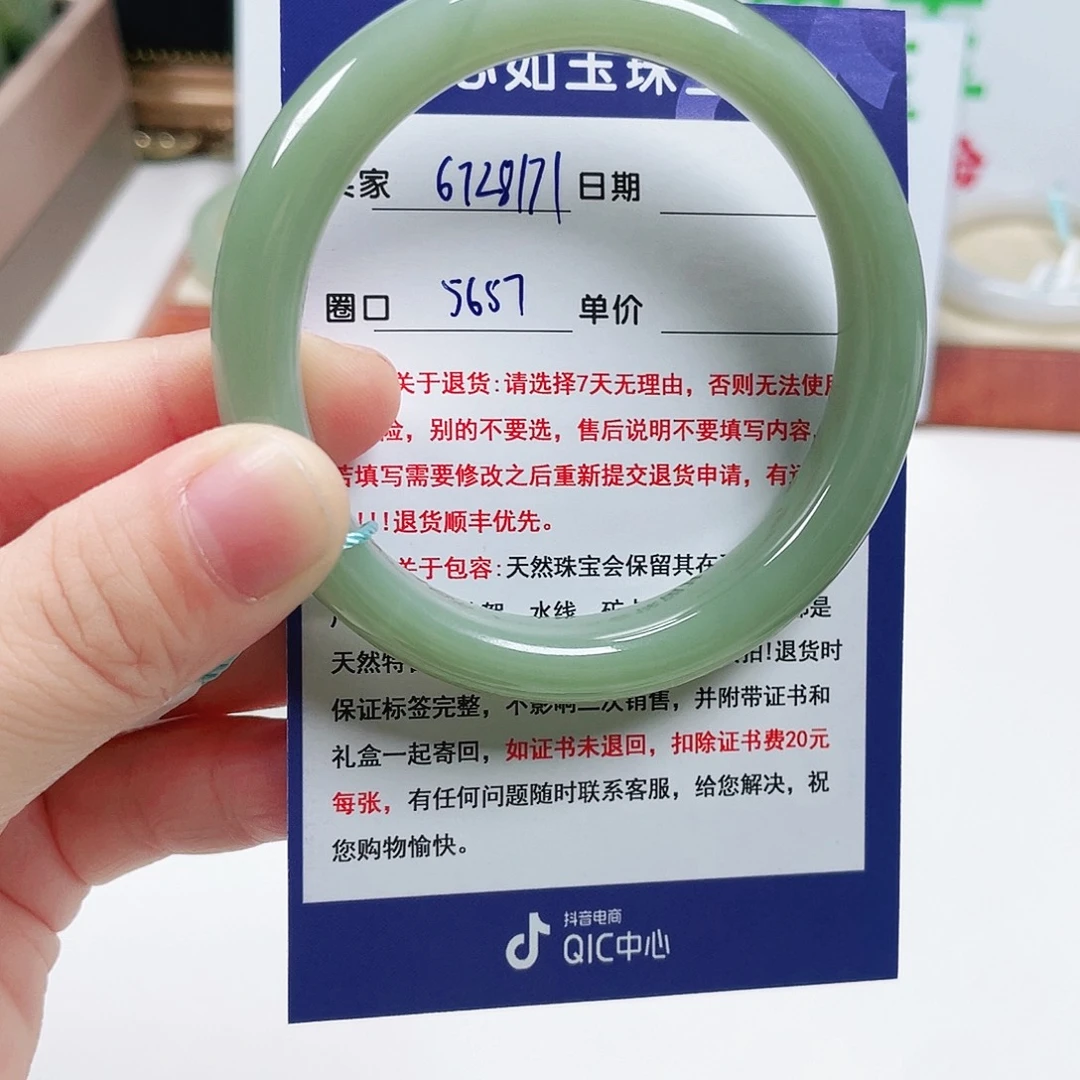 如玉珠
家 6728171 日期
圈口 5657 单价
关于退货:请选择7天无理由，否则无法使用
险，别的不要选，售后说明不要填写内容
若填写需要修改之后重新提交退货申请，有
!!!退货顺丰优先。
关于包容:天然珠宝会保留其在
水线、矿
是
天然特 拍!退货时
保证标签完整，不影响二次销售，并附带证书和
礼盒一起寄回，如证书未退回，扣除证书费20元
每张，有任何问题随时联系客服，给您解决，祝
您购物愉快。
抖音电商
QIC中心